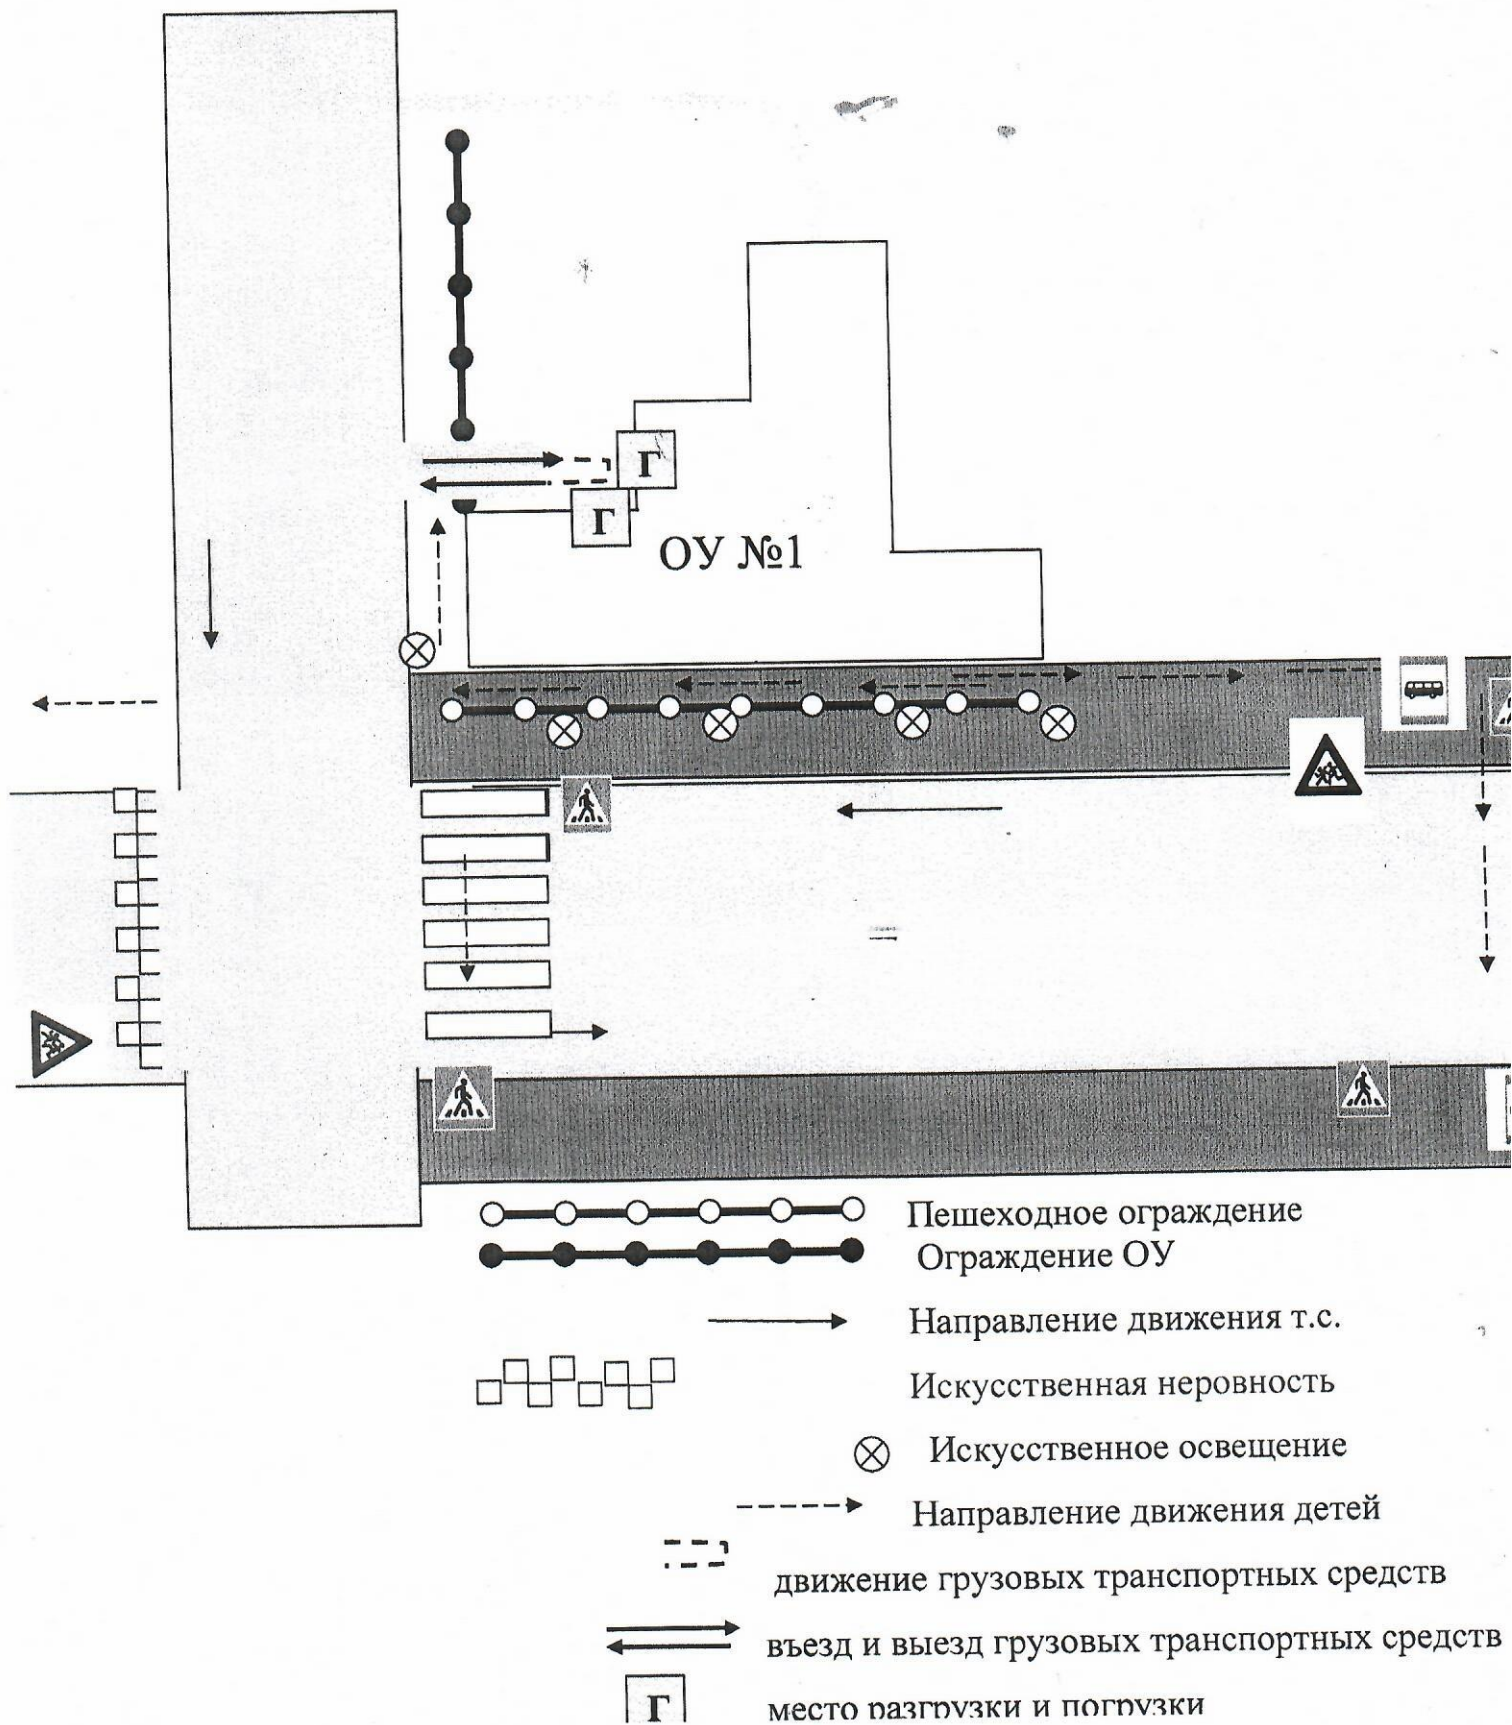 Г
Г
ОУ №1
Пешеходное ограждение
Ограждение ОУ
Направление движения т.с.
Искусственная неровность
Искусственное освещение
Направление движения детей
движение грузовых транспортных средств
въезд и выезд грузовых транспортных средств
Г
место разгрузки и погрузки